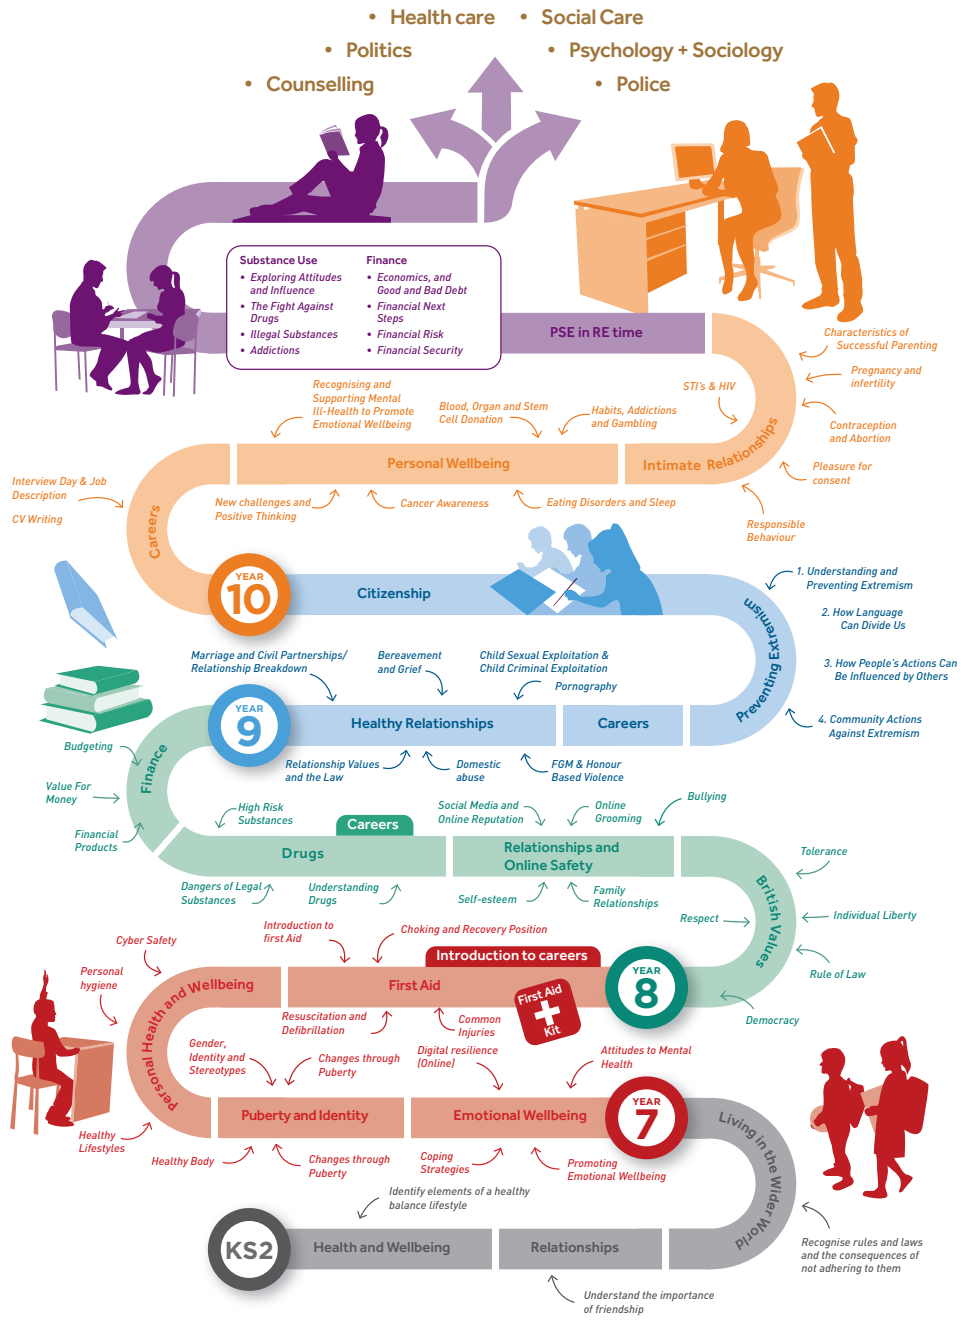 • Health care • Social Care
• Politics • Psychology + Sociology
• Counselling • Police
Substance Use
• Exploring Attitudes
and Influence
• The Fight Against
Drugs
• Illegal Substances
• Addictions
Finance
• Economics, and
Good and Bad Debt
• Financial Next
Steps
• Financial Risk
• Financial Security
PSE in RE time
Characteristics of
Successful Parenting
Pregnancy and
infertility
Contraception
and Abortion
Pleasure for
consent
Responsible
Behaviour
STI's & HIV
Intimate Relationships
Recognising and
Supporting Mental
Ill-Health to Promote
Emotional Wellbeing
Blood, Organ and Stem
Cell Donation
Habits, Addictions
and Gambling
Personal Wellbeing
New challenges and
Positive Thinking
Cancer Awareness
Eating Disorders and Sleep
Interview Day & Job
Description
CV Writing
Careers
YEAR
10
Citizenship
1. Understanding and
Preventing Extremism
2. How Language
Can Divide Us
3. How People's Actions Can
Be Influenced by Others
4. Community Actions
Against Extremism
Preventing Extremism
Marriage and Civil Partnerships/
Relationship Breakdown
Bereavement
and Grief
Child Sexual Exploitation &
Child Criminal Exploitation
Pornography
YEAR
9
Healthy Relationships
Careers
Relationship Values
and the Law
Domestic
abuse
FGM & Honour
Based Violence
Budgeting
Value For
Money
Financial
Products
Finance
High Risk
Substances
Careers
Social Media and
Online Reputation
Online
Grooming
Bullying
Drugs
Relationships and
Online Safety
Dangers of Legal
Substances
Understanding
Drugs
Self-esteem
Family
Relationships
Tolerance
Respect
Individual Liberty
Rule of Law
Democracy
British Values
Introduction to
first Aid
Choking and Recovery Position
Introduction to careers
Cyber Safety
Personal
hygiene
Personal Health and Wellbeing
First Aid
First Aid
Kit
YEAR
8
Resuscitation and
Defibrillation
Common
Injuries
Gender,
Identity and
Stereotypes
Changes through
Puberty
Digital resilience
(Online)
Attitudes to Mental
Health
Puberty and Identity
Emotional Wellbeing
YEAR
7
Healthy
Lifestyles
Healthy Body
Changes through
Puberty
Coping
Strategies
Promoting
Emotional Wellbeing
Living in the Wider World
Identify elements of a healthy
balance lifestyle
KS2
Health and Wellbeing
Relationships
Recognise rules and laws
and the consequences of
not adhering to them
Understand the importance
of friendship